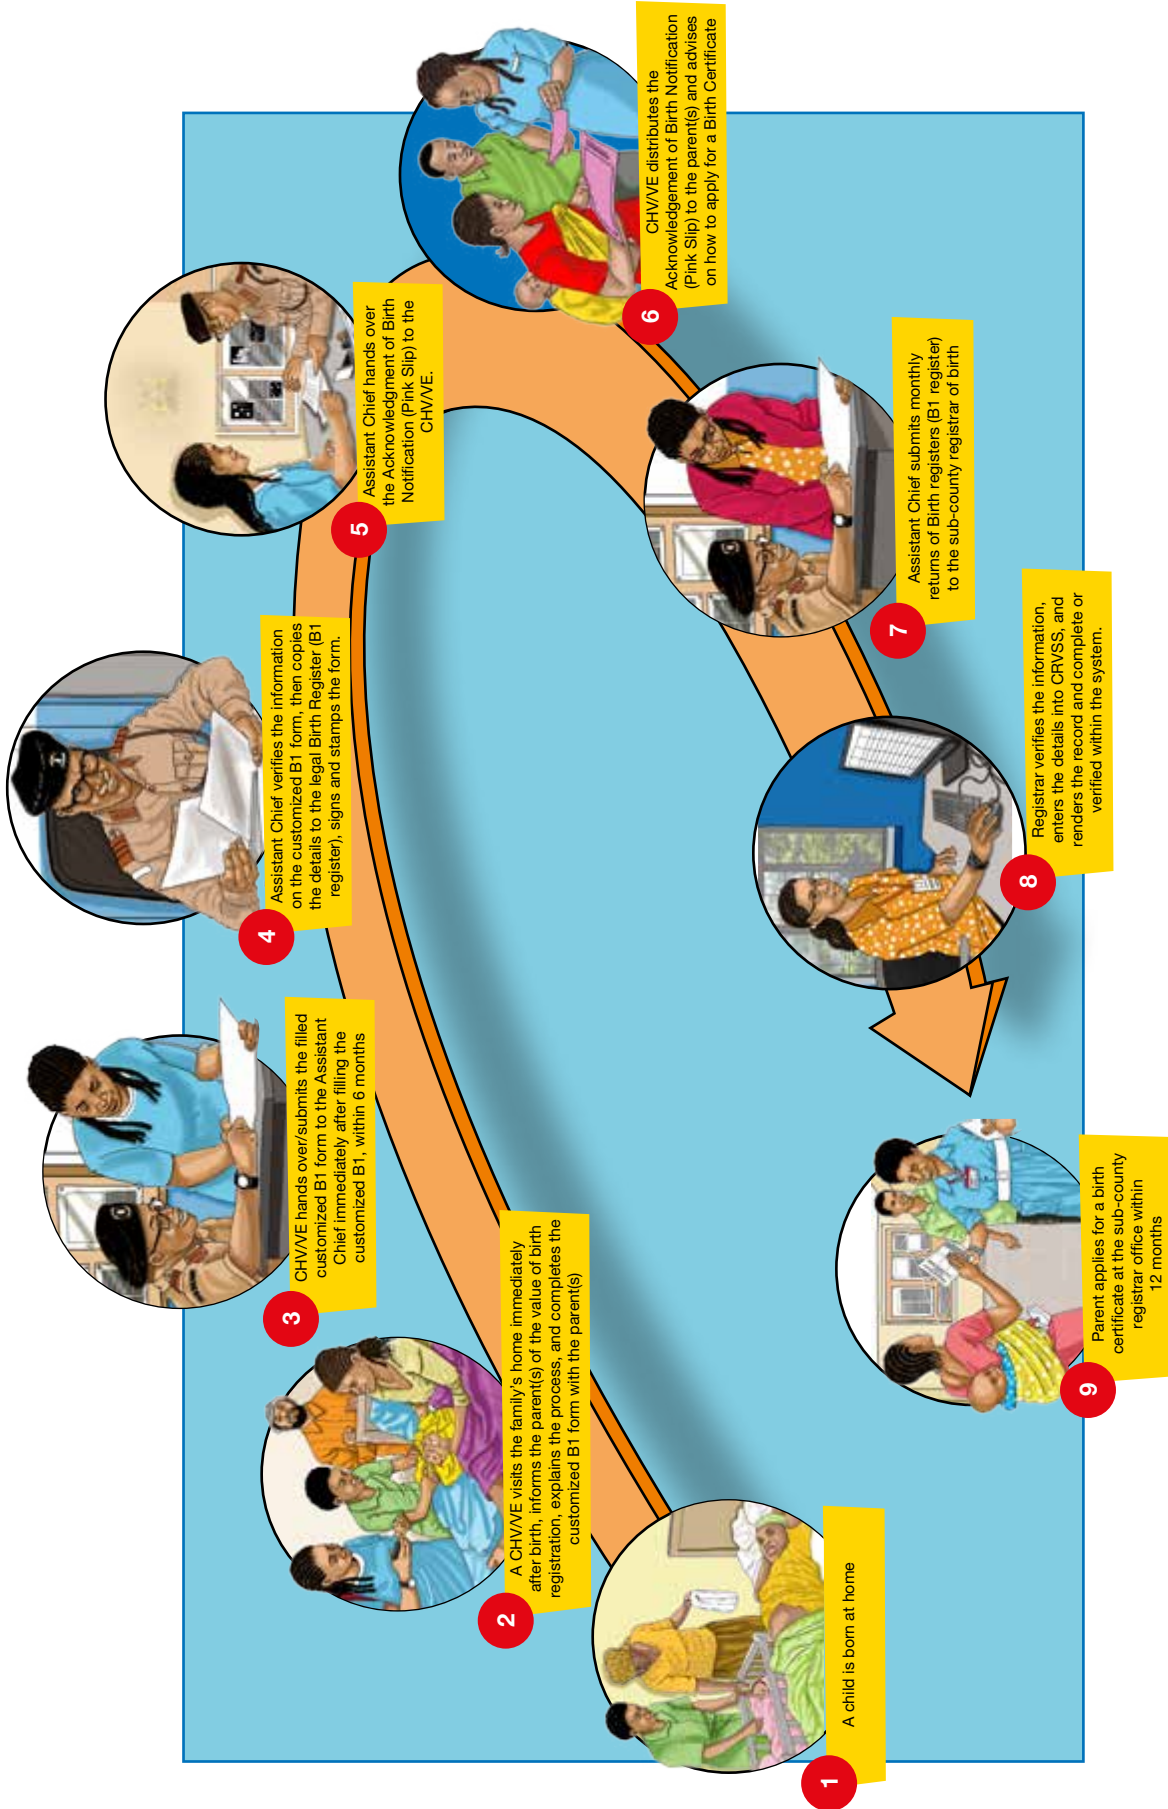 1
A child is born at home
2
A CHV/VE visits the family's home immediately
after birth, informs the parent(s) of the value of birth
registration, explains the process, and completes the
customized B1 form with the parent(s)
3
CHV/VE hands over/submits the filled
customized B1 form to the Assistant
Chief immediately after filling the
customized B1, within 6 months
4
Assistant Chief verifies the information
on the customized B1 form, then copies
the details to the legal Birth Register (B1
register), signs and stamps the form.
5
Assistant Chief hands over
the Acknowledgment of Birth
Notification (Pink Slip) to the
CHV/VE.
6
CHV/VE distributes the
Acknowledgement of Birth Notification
(Pink Slip) to the parent(s) and advises
on how to apply for a Birth Certificate
7
Assistant Chief submits monthly
returns of Birth registers (B1 register)
to the sub-county registrar of birth
8
Registrar verifies the information,
enters the details into CRVSS, and
renders the record and complete or
verified within the system.
9
Parent applies for a birth
certificate at the sub-county
registrar office within
12 months